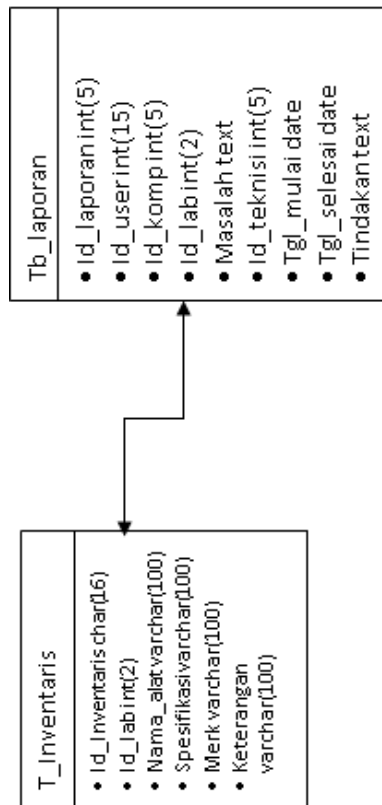 T_Inventaris
• Id_Inventaris char(16)
• Id_lab int(2)
• Nama_alat varchar(100)
• Spesifikasi varchar(100)
• Merk varchar(100)
• Keterangan
varchar(100)
Tb_laporan
• Id_laporan int(5)
• Id_user int(15)
• Id_komp int(5)
• Id_lab int(2)
• Masalah text
• Id_teknisi int(5)
• Tgl_mulai date
• Tgl_selesai date
• Tindakan text